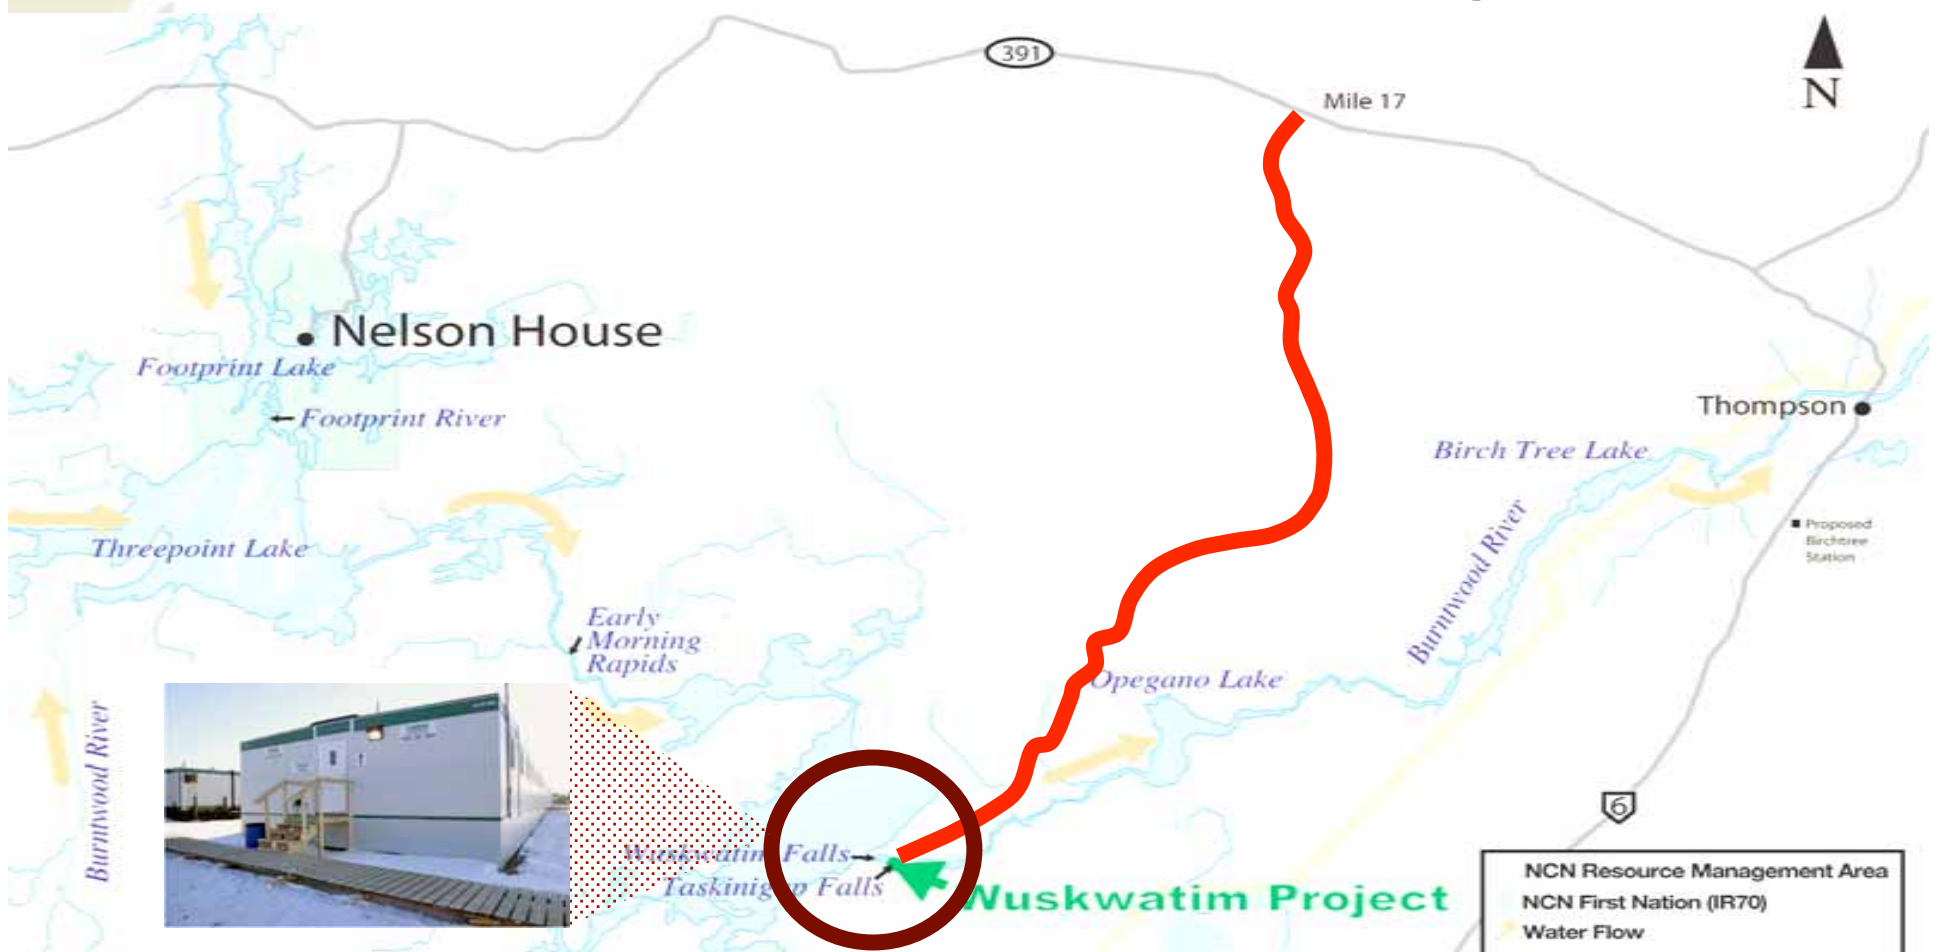 391
Mile 17
N
Nelson House
Footprint Lake
Footprint River
Thompson
Birch Tree Lake
Threepoint Lake
Proposed
Birchtree
Station
Burntwood River
Early
Morning
Rapids
Opegano Lake
Burntwood River
6
Wuskwatim Falls
Taskinigup Falls
Wuskwatim Project
NCN Resource Management Area
NCN First Nation (IR70)
Water Flow